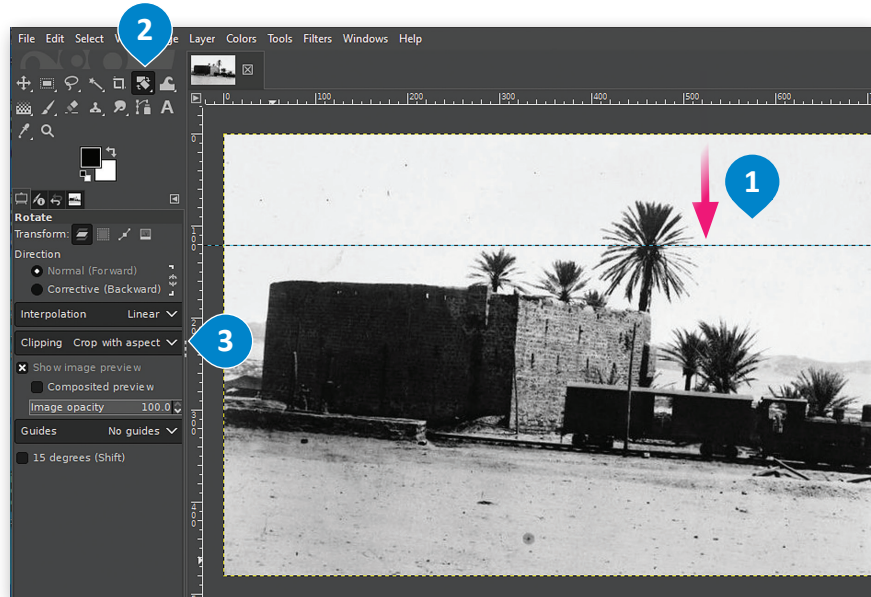 2
File Edit Select ge Layer Colors Tools Filters Windows Help
0 100 200 300 400 500 600
1
Rotate
Transform:
Direction
Normal (Forward)
Corrective (Backward)
Interpolation Linear
Clipping Crop with aspect
3
Show image preview
Composited preview
Image opacity 100.0
Guides No guides
15 degrees (Shift)